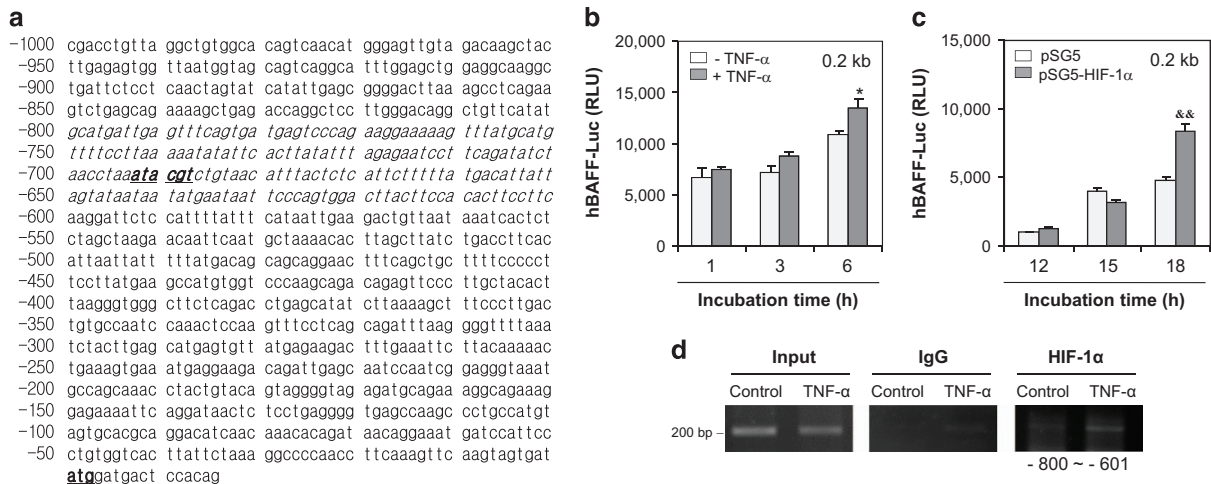 a
-1000 cgacctgtta ggctgtggca cagtcaacat gggagttgta gacaagctac
-950 ttgagagtgg ttaatggtag cagtcaggca tttggagctg gaggcaaggc
-900 tgattctcct caactagtat catattgagc ggggacttaa aagcctcagaa
-850 gtctgagcag aaaagctgag accaggctcc ttgggacagg ctgttcatat
-800 gcatgattga gtttcagtga tgagtcccag aaggaaaaag tttatgcatg
-750 ttttccttaa aaatatattc acttatattt agagaatcct tcagatatct
-700 aacctaaata cgtctgtaac atttactctc attctttta tgacattatt
-650 agtataataa tatgaataat tcccagtgga cttacttcca cacttccttc
-600 aaggattctc cattttattt cataattgaa gactgttaat aaatcactct
-550 ctagctaaga acaattcaat gctaaaacac ttagcttatc tgaccttcac
-500 attaattatt tttatgacag cagcaggaac tttcagctgc ttttcccccct
-450 tccttatgaa gccatgtggt cccaagcaga cagagttccc ttgctacact
-400 taagggtggg cttctcagac ctgagcatat cttaaaagct tcccttgac
-350 tgtgccaatc caaactccaa gtttcctcag cagatttaag gggttttaaa
-300 tctacttgag catgagtgtt atgagaagac tttgaaattc ttacaaaaac
-250 tgaaagtgaa atgaggaaga cagattgagc aatccaatcg gagggtaaat
-200 gccagcaaac ctactgtaca gtaggggtag agatgcagaa aggcagaaag
-150 gagaaaattc aggataactc tcctgagggg tgagccaagc cctgccatgt
-100 agtgcacgca ggacatcaac aaacacagat aacaggaaat gatccattcc
-50 ctgtggtcac ttattctaaa ggccccaacc ttcaaagttc aagtagtgat
atggatgact ccacag
b
hBAFF-Luc (RLU)
20,000
15,000
10,000
5,000
0
- TNF-α
+ TNF-α
0.2 kb
*
1 3 6
Incubation time (h)
c
hBAFF-Luc (RLU)
15,000
10,000
5,000
0
pSG5
pSG5-HIF-1α
0.2 kb
&&
12 15 18
Incubation time (h)
d
Input IgG HIF-1α
Control TNF-α Control TNF-α Control TNF-α
200 bp
- 800 ~ - 601